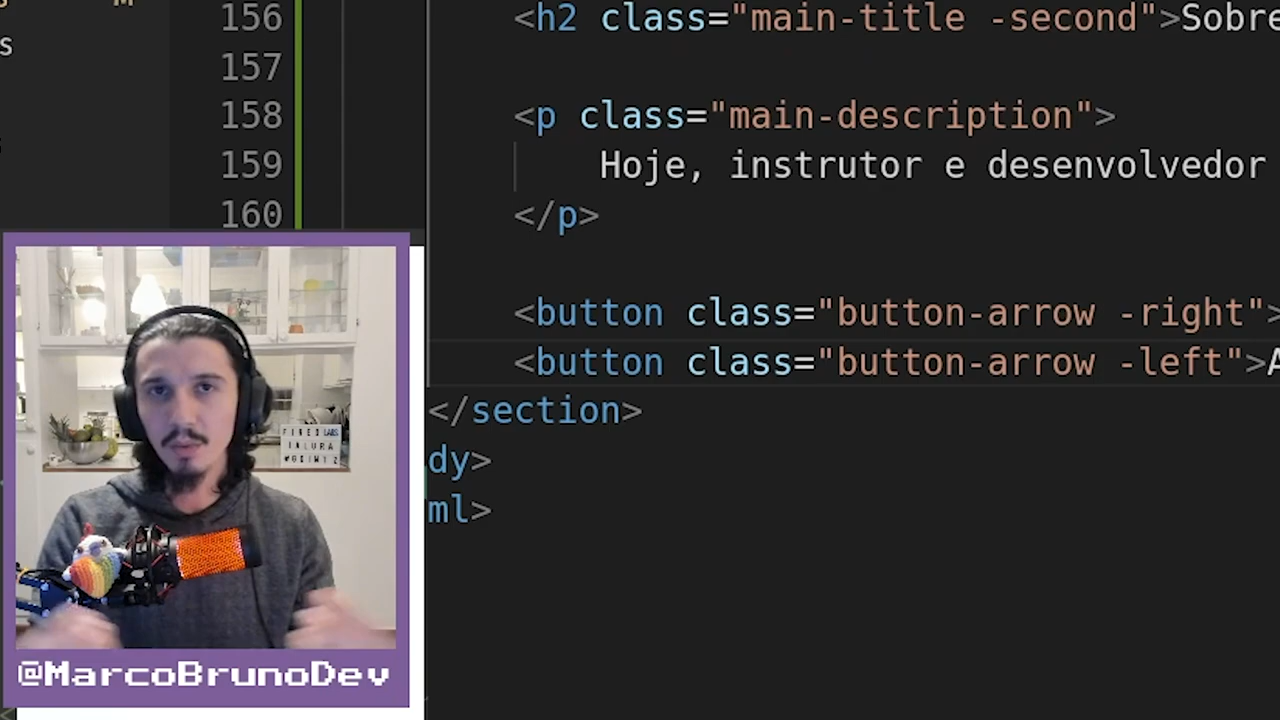 156
<h2 class="main-title -second">Sobre
157
158
<p class="main-description">
159
Hoje, instrutor e desenvolvedor
160
</p>
<button class="button-arrow -right">
<button class="button-arrow -left">A
</section>
dy>
ml>
@MarcoBrunoDev